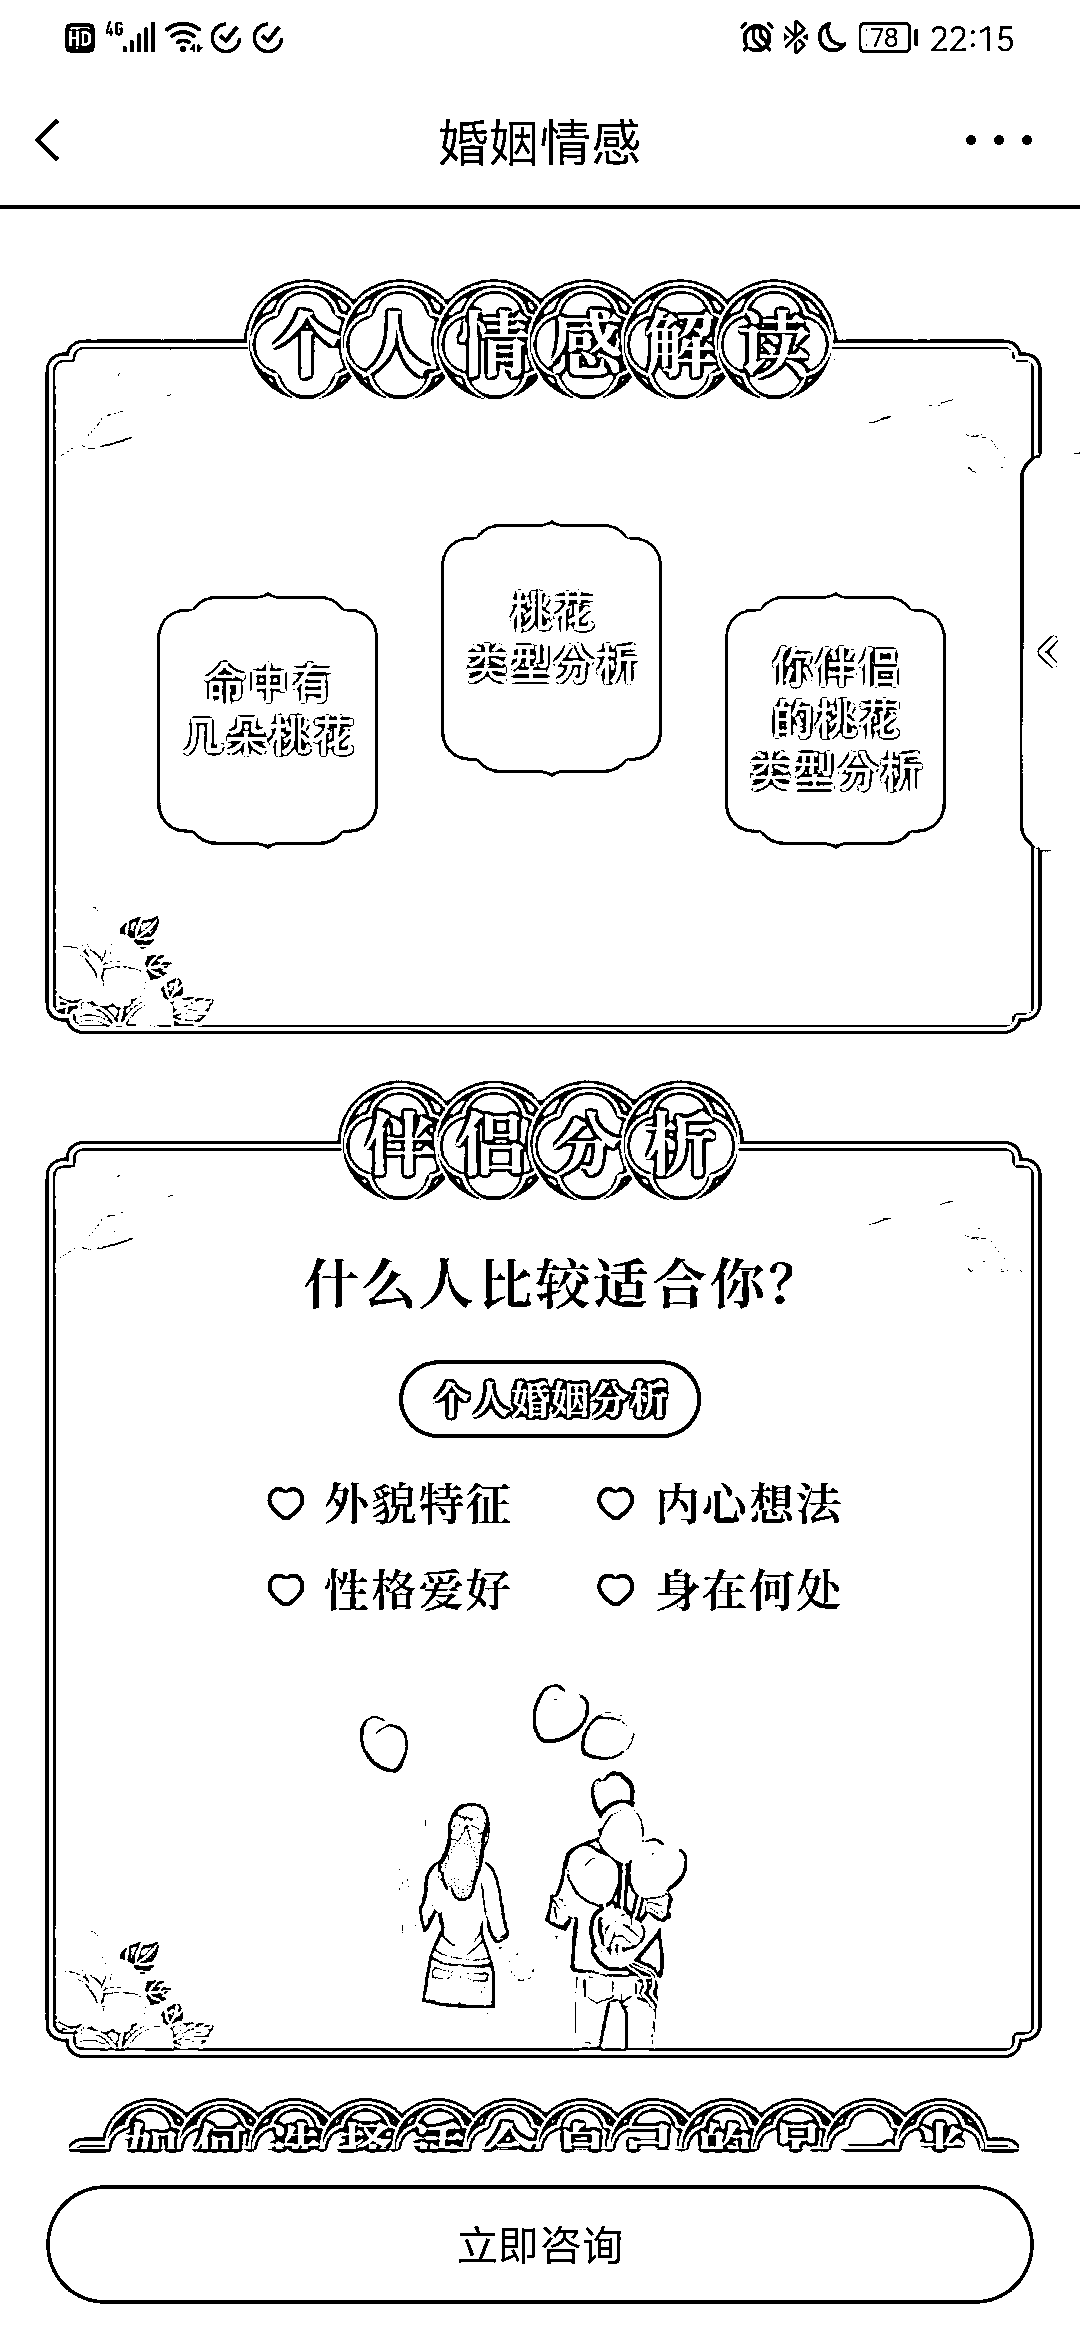 HD 4G 78 22:15
婚姻情感
个人情感解读
桃花
类型分析
命中有
几朵桃花
你伴侣
的桃花
类型分析
伴侣分析
什么人比较适合你?
个人婚姻分析
外貌特征 内心想法
性格爱好 身在何处
立即咨询